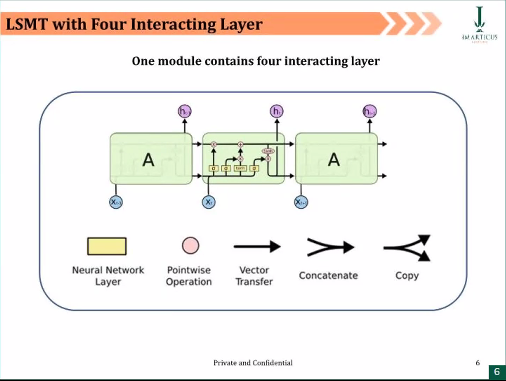 LSMT with Four Interacting Layer
IMARTICUS
One module contains four interacting layer
A
A
Neural Network
Layer
Pointwise
Operation
Vector
Transfer
Concatenate
Copy
Private and Confidential
6
6